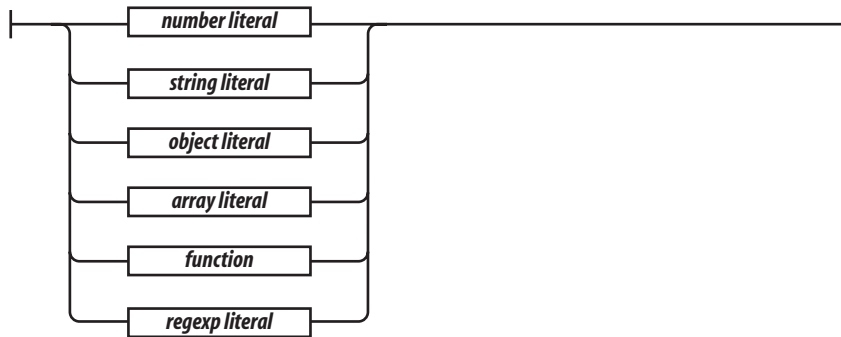 number literal
string literal
object literal
array literal
function
regexp literal